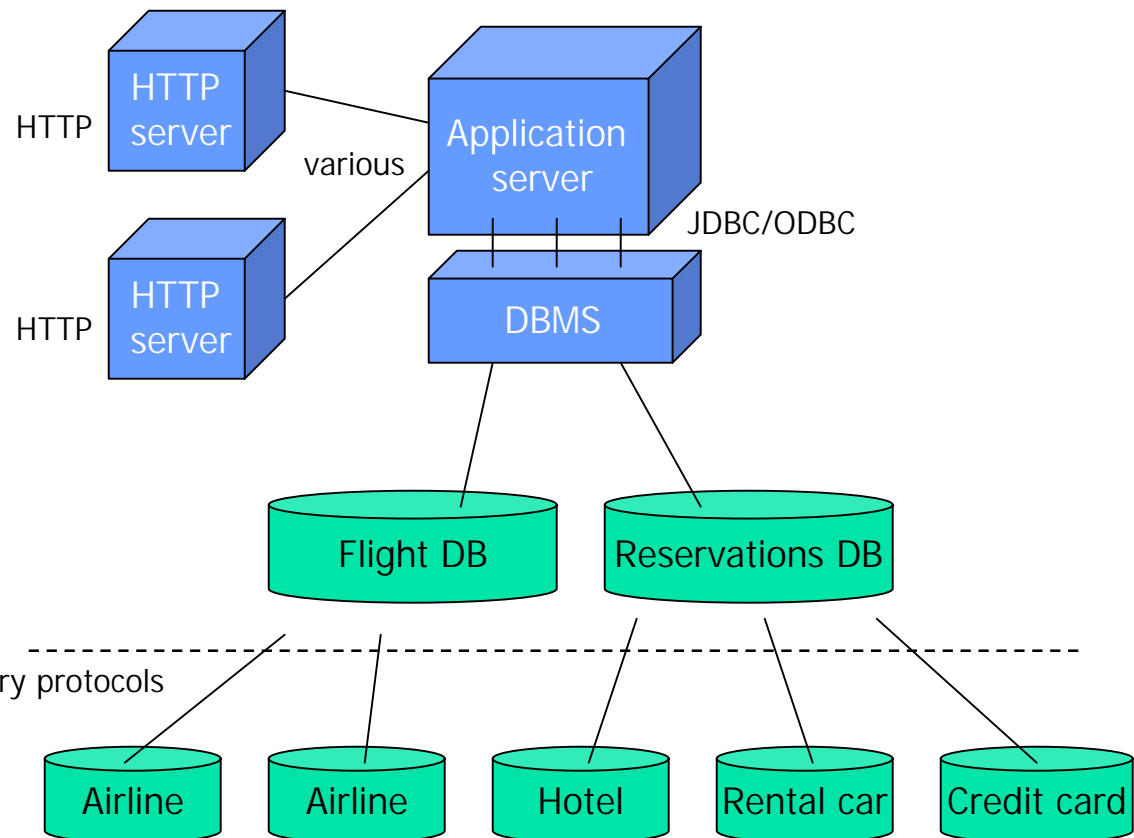 HTTP
HTTP
server
various
Application
server
JDBC/ODBC
HTTP
HTTP
server
DBMS
Flight DB
Reservations DB
ry protocols
Airline
Airline
Hotel
Rental car
Credit card